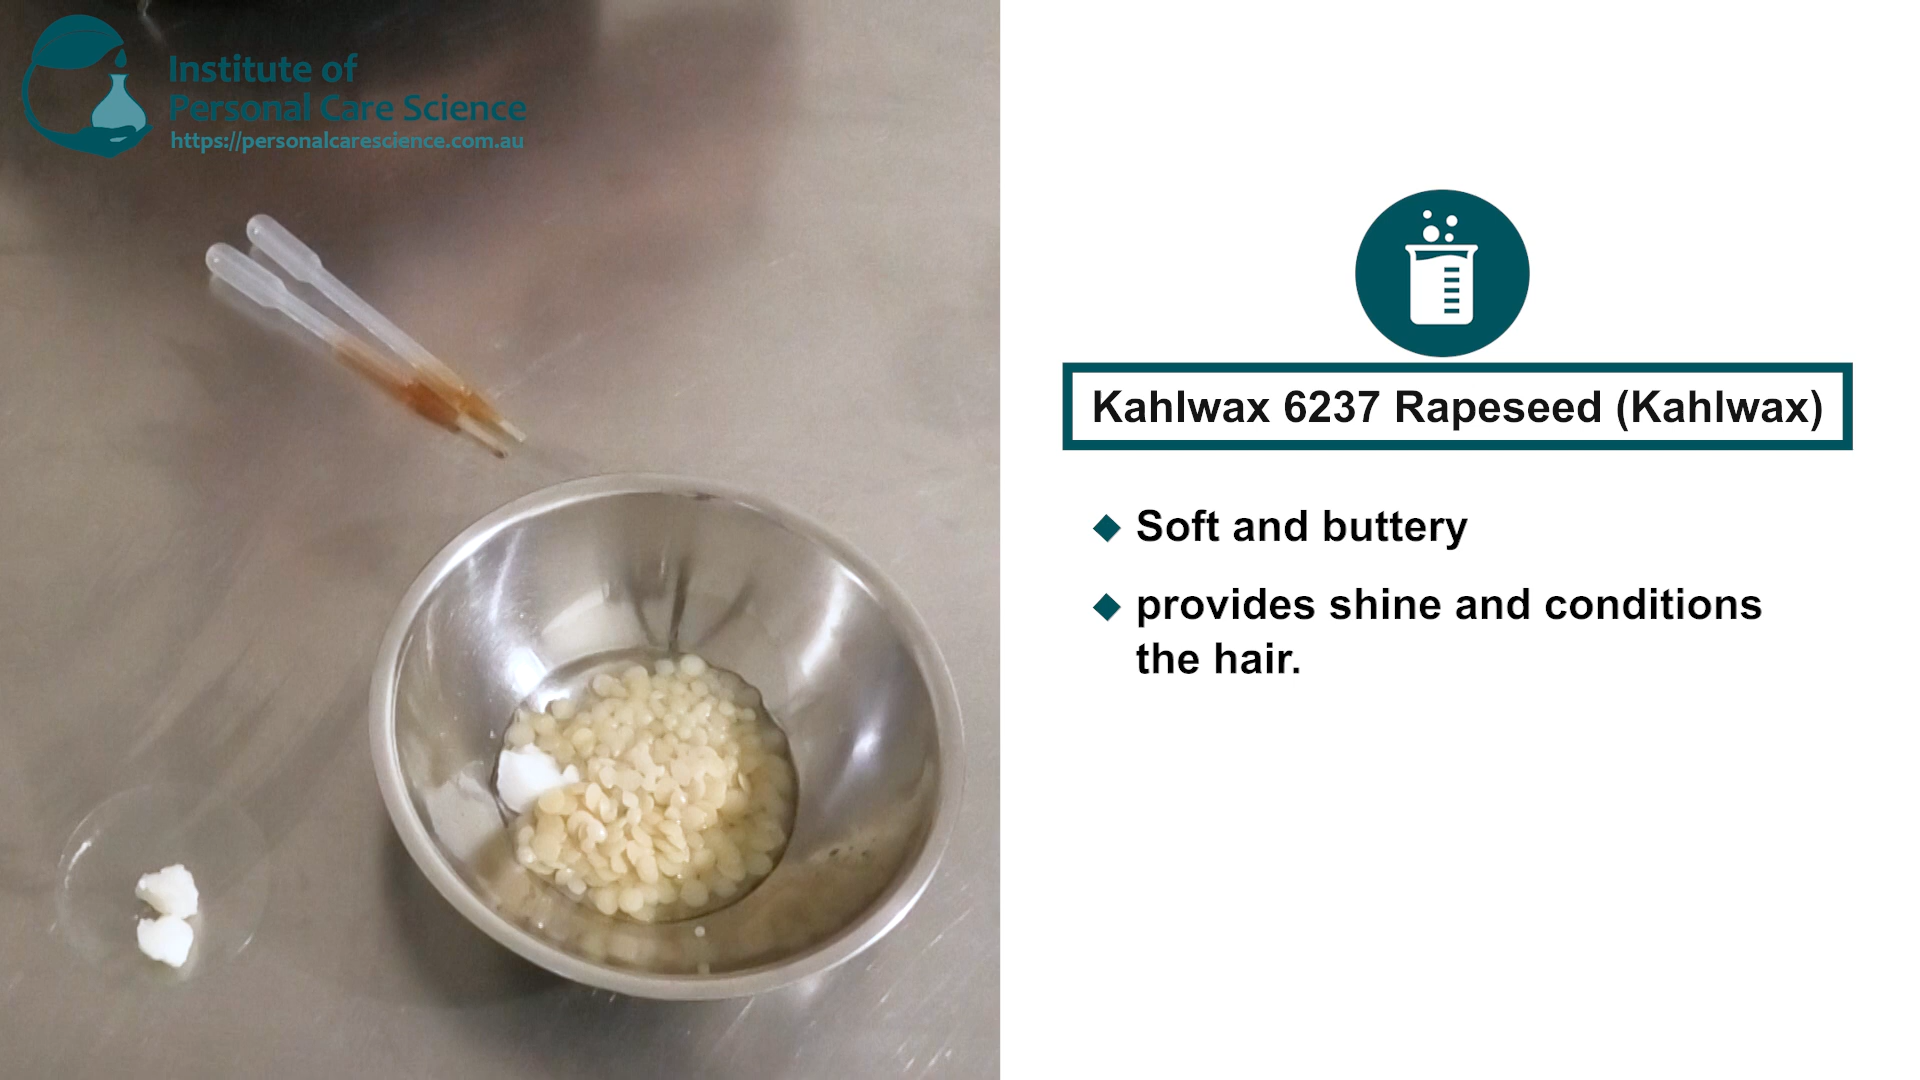 Institute of
Personal Care Science
https://personalcarescience.com.au
Kahlwax 6237 Rapeseed (Kahlwax)
Soft and buttery
provides shine and conditions
the hair.